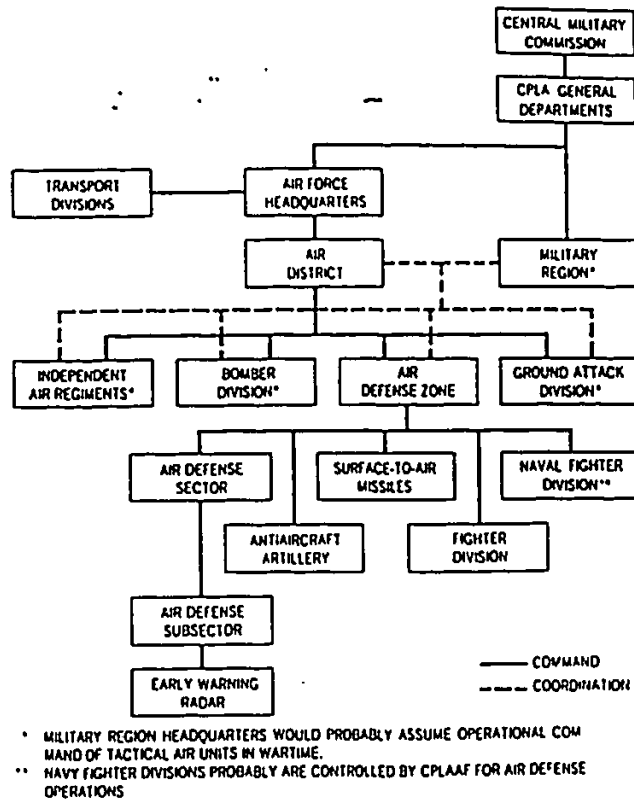 CENTRAL MILITARY
COMMISSION
CPLA GENERAL
DEPARTMENTS
TRANSPORT
DIVISIONS
AIR FORCE
HEADQUARTERS
AIR
DISTRICT
MILITARY
REGION*
INDEPENDENT
AIR REGIMENTS*
BOMBER
DIVISION*
AIR
DEFENSE ZONE
GROUND ATTACK
DIVISION*
AIR DEFENSE
SECTOR
SURFACE-TO-AIR
MISSILES
NAVAL FIGHTER
DIVISION**
ANTIAIRCRAFT
ARTILLERY
FIGHTER
DIVISION
AIR DEFENSE
SUBSECTOR
EARLY WARNING
RADAR
COMMAND
COORDINATION
* MILITARY REGION HEADQUARTERS WOULD PROBABLY ASSUME OPERATIONAL COM
MAND OF TACTICAL AIR UNITS IN WARTIME.
** NAVY FIGHTER DIVISIONS PROBABLY ARE CONTROLLED BY CPLAAF FOR AIR DEFENSE
OPERATIONS